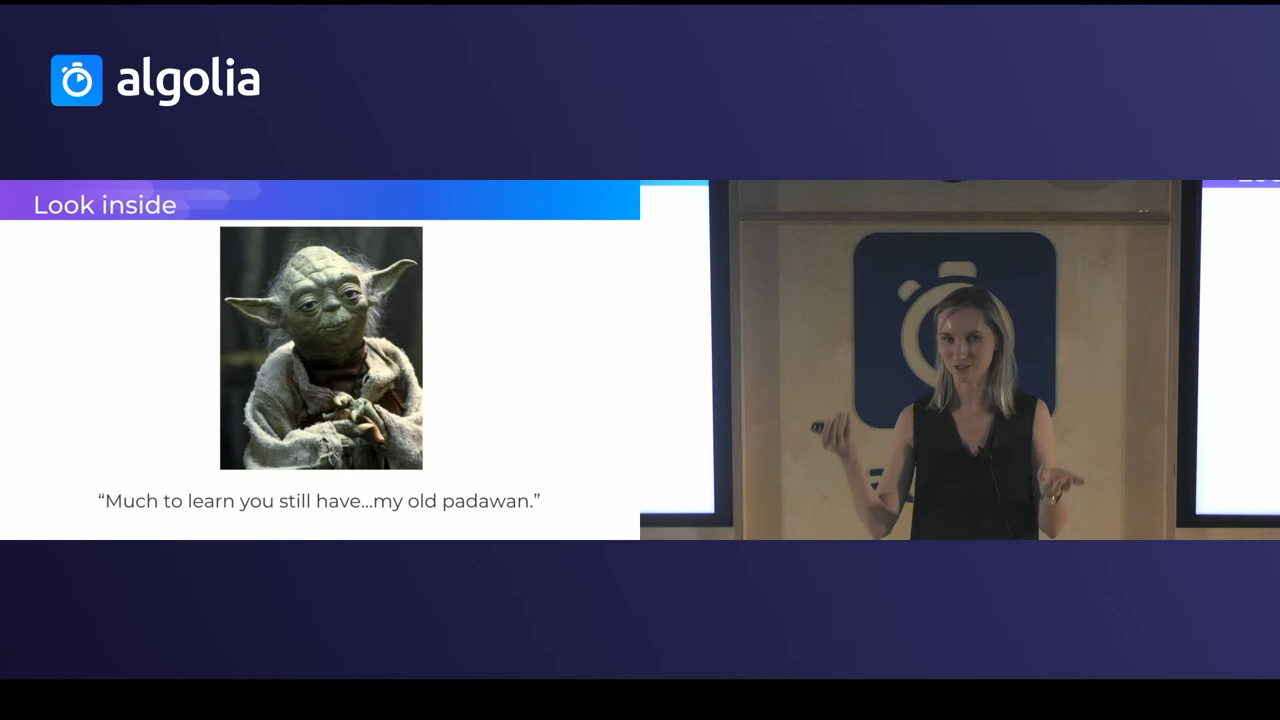 algolia
Look inside
“Much to learn you still have...my old padawan.”